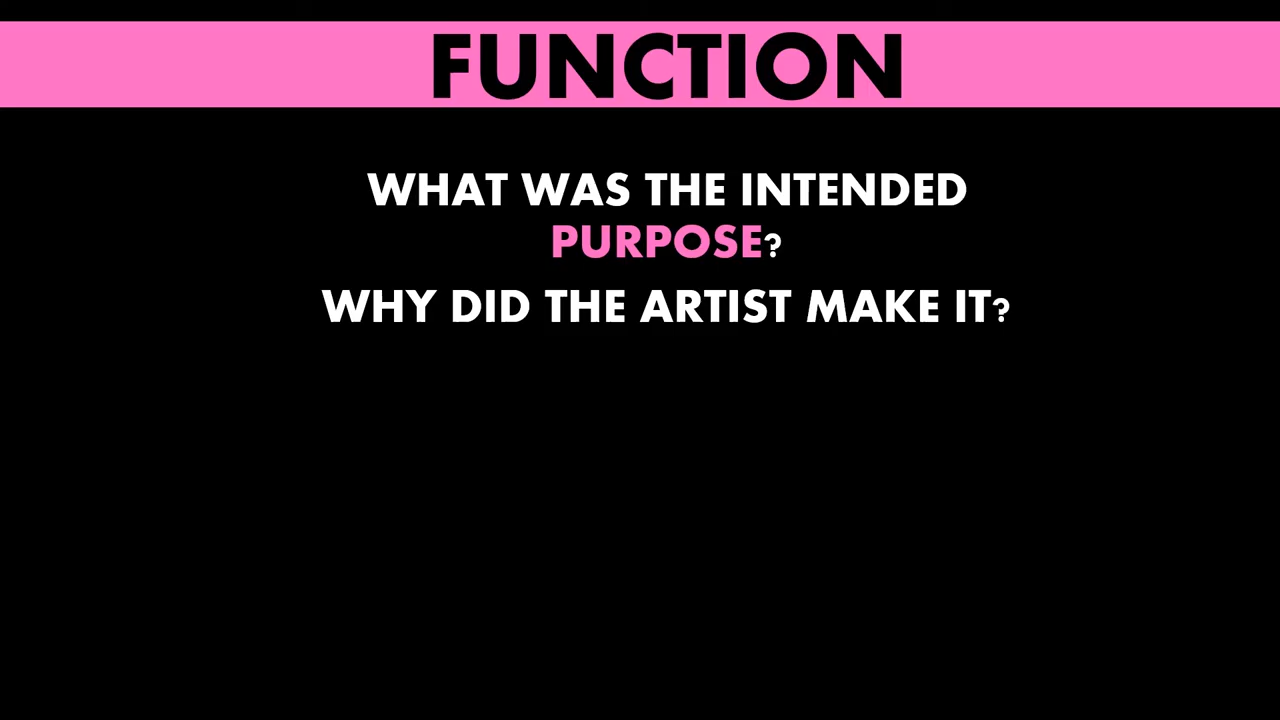 FUNCTION
WHAT WAS THE INTENDED
PURPOSE?
WHY DID THE ARTIST MAKE IT?